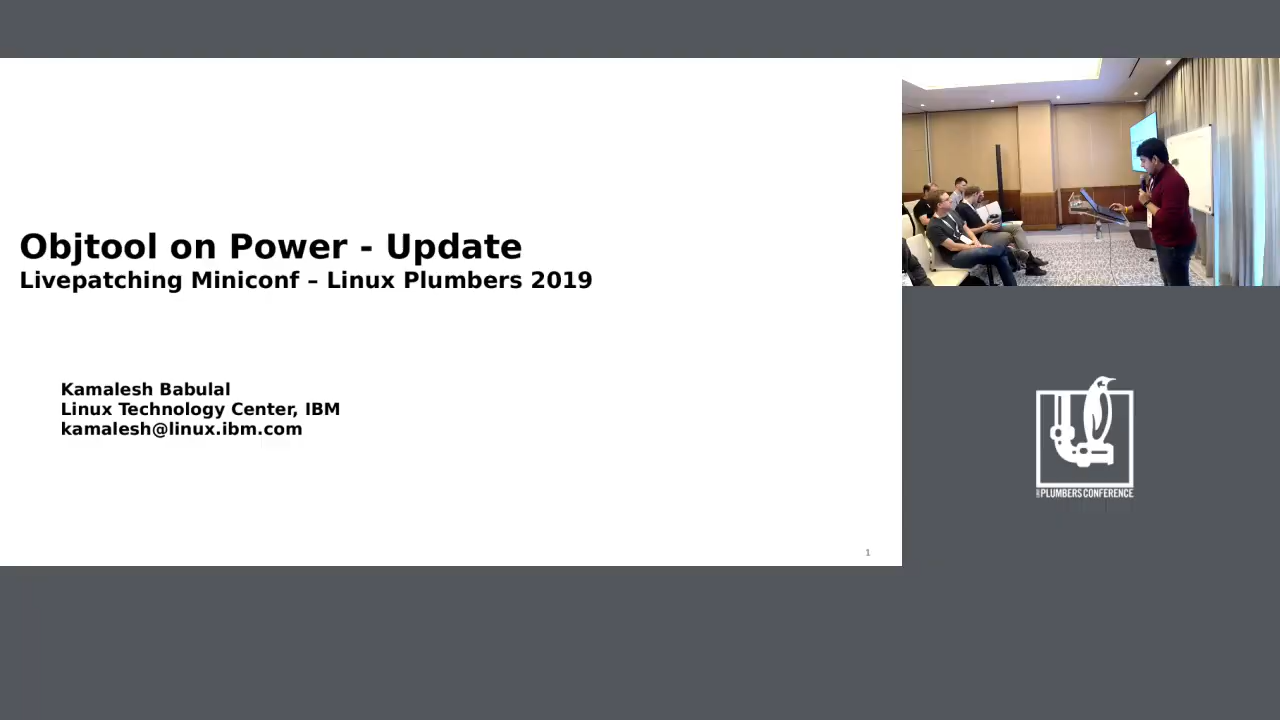 Objtool on Power - Update
Livepatching Miniconf – Linux Plumbers 2019
Kamalesh Babulal
Linux Technology Center, IBM
kamalesh@linux.ibm.com
1
PLUMBERS CONFERENCE